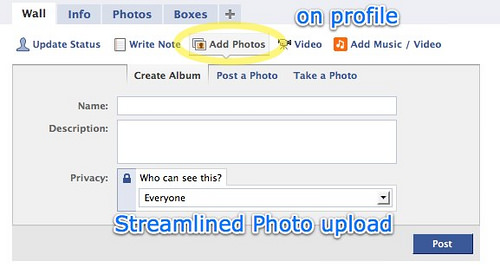 Wall Info Photos Boxes +
on profile
Update Status Write Note Add Photos Video Add Music / Video
Create Album Post a Photo Take a Photo
Name:
Description:
Privacy: Who can see this?
Everyone
Streamlined Photo upload
Post